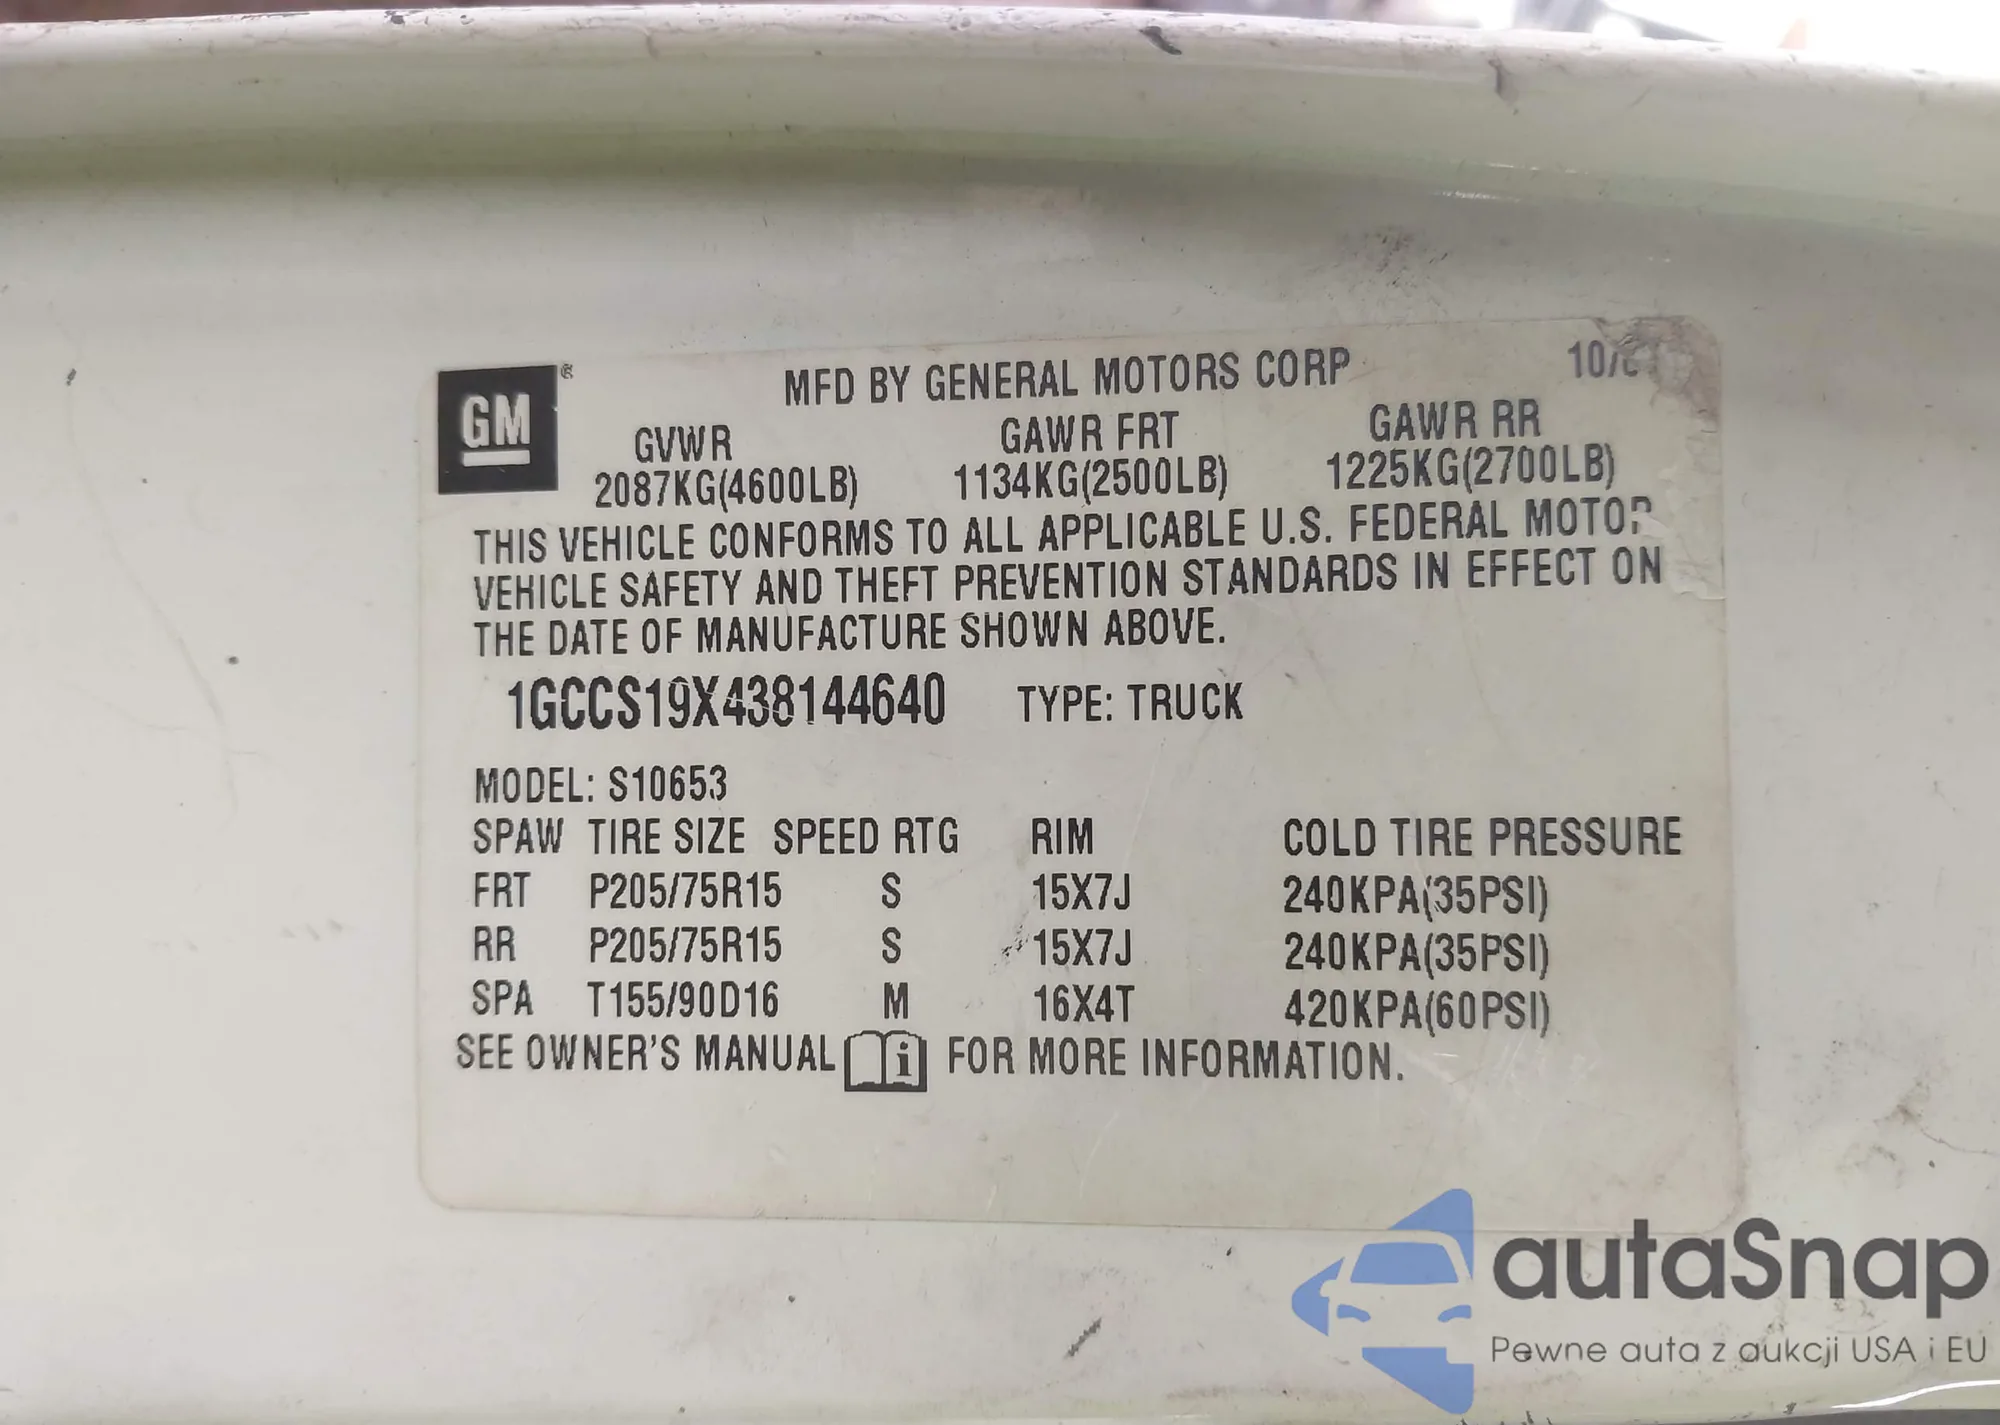 GM ®
MFD BY GENERAL MOTORS CORP
GVWR GAWR FRT GAWR RR
2087KG(4600LB) 1134KG(2500LB) 1225KG(2700LB)
THIS VEHICLE CONFORMS TO ALL APPLICABLE U.S. FEDERAL MOTOR
VEHICLE SAFETY AND THEFT PREVENTION STANDARDS IN EFFECT ON
THE DATE OF MANUFACTURE SHOWN ABOVE.
1GCCS19X438144640 TYPE: TRUCK
MODEL: S10653
SPAW TIRE SIZE SPEED RTG RIM COLD TIRE PRESSURE
FRT P205/75R15 S 15X7J 240KPA(35PSI)
RR P205/75R15 S 15X7J 240KPA(35PSI)
SPA T155/90D16 M 16X4T 420KPA(60PSI)
SEE OWNER'S MANUAL i FOR MORE INFORMATION.
autaSnap
Pewne auta z aukcji USA i EU